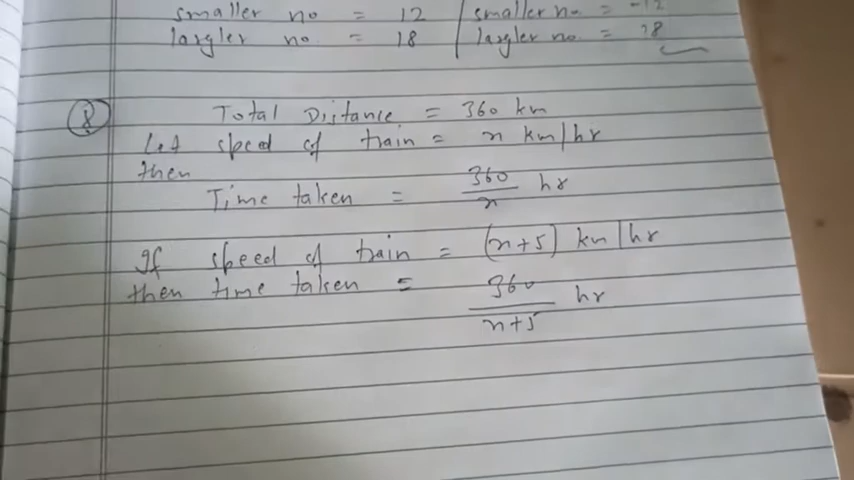 smaller no = 12 | smaller no = -12
largler no = 18 | largler no. = 18
8 Total Distance = 360 km
Let speed of train = n km/hr
then
Time taken = 360/n hr
If speed of train = (n+5) km/hr
then time taken = 360/n+5 hr